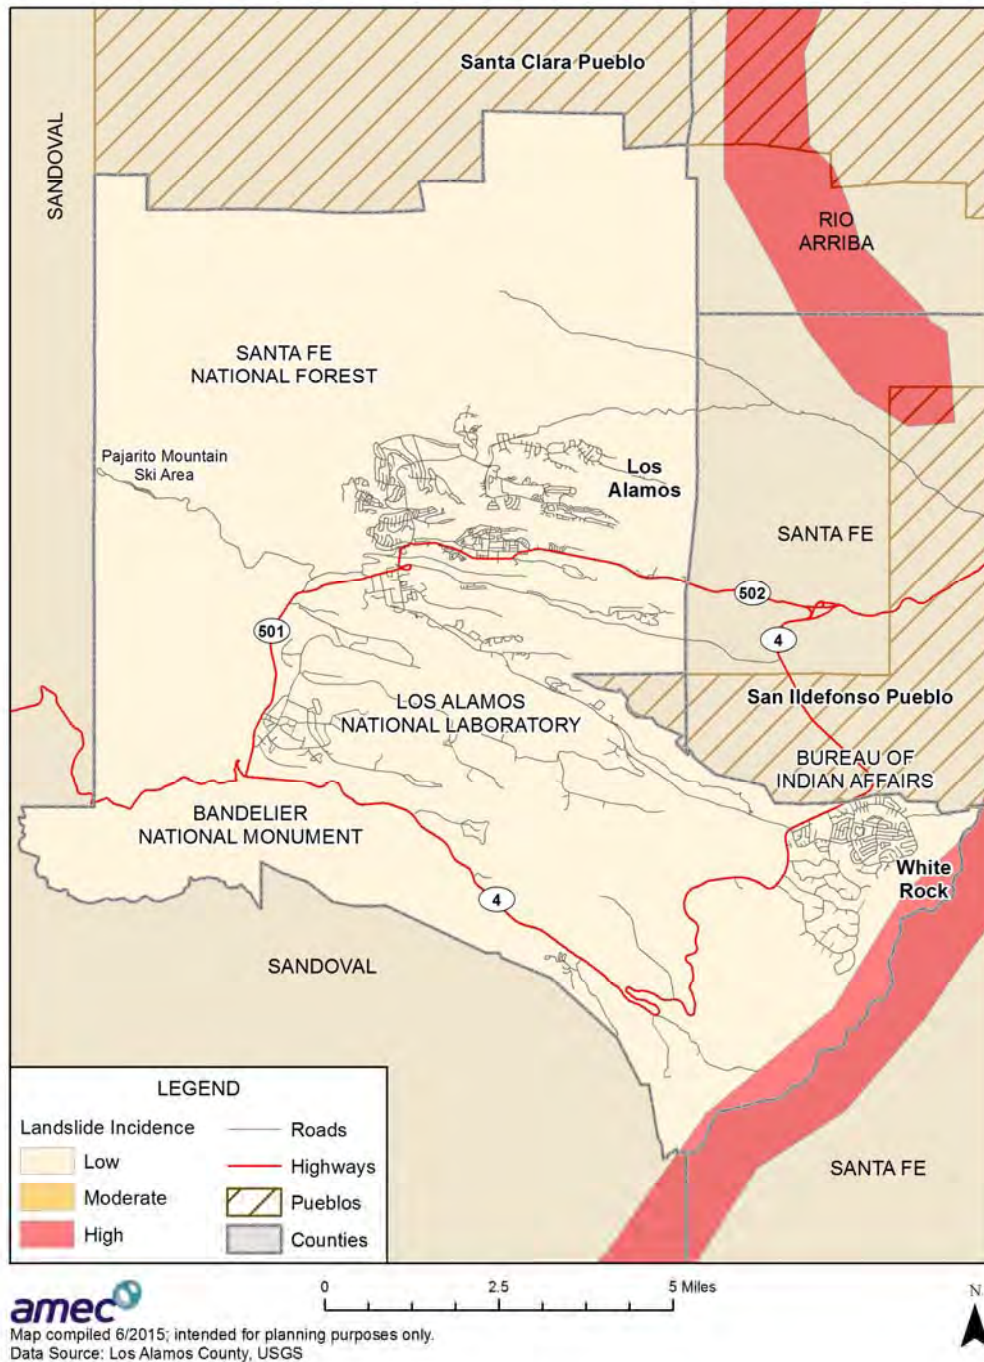 Santa Clara Pueblo
SANDOVAL
RIO
ARRIBA
SANTA FE
NATIONAL FOREST
Pajarito Mountain
Ski Area
Los
Alamos
SANTA FE
502
501
4
LOS ALAMOS
NATIONAL LABORATORY
San Ildefonso Pueblo
BUREAU OF
INDIAN AFFAIRS
BANDELIER
NATIONAL MONUMENT
White
Rock
4
SANDOVAL
SANTA FE
LEGEND
Landslide Incidence
Low
Moderate
High
Roads
Highways
Pueblos
Counties
0 2.5 5 Miles
N
amec
Map compiled 6/2015; intended for planning purposes only.
Data Source: Los Alamos County, USGS